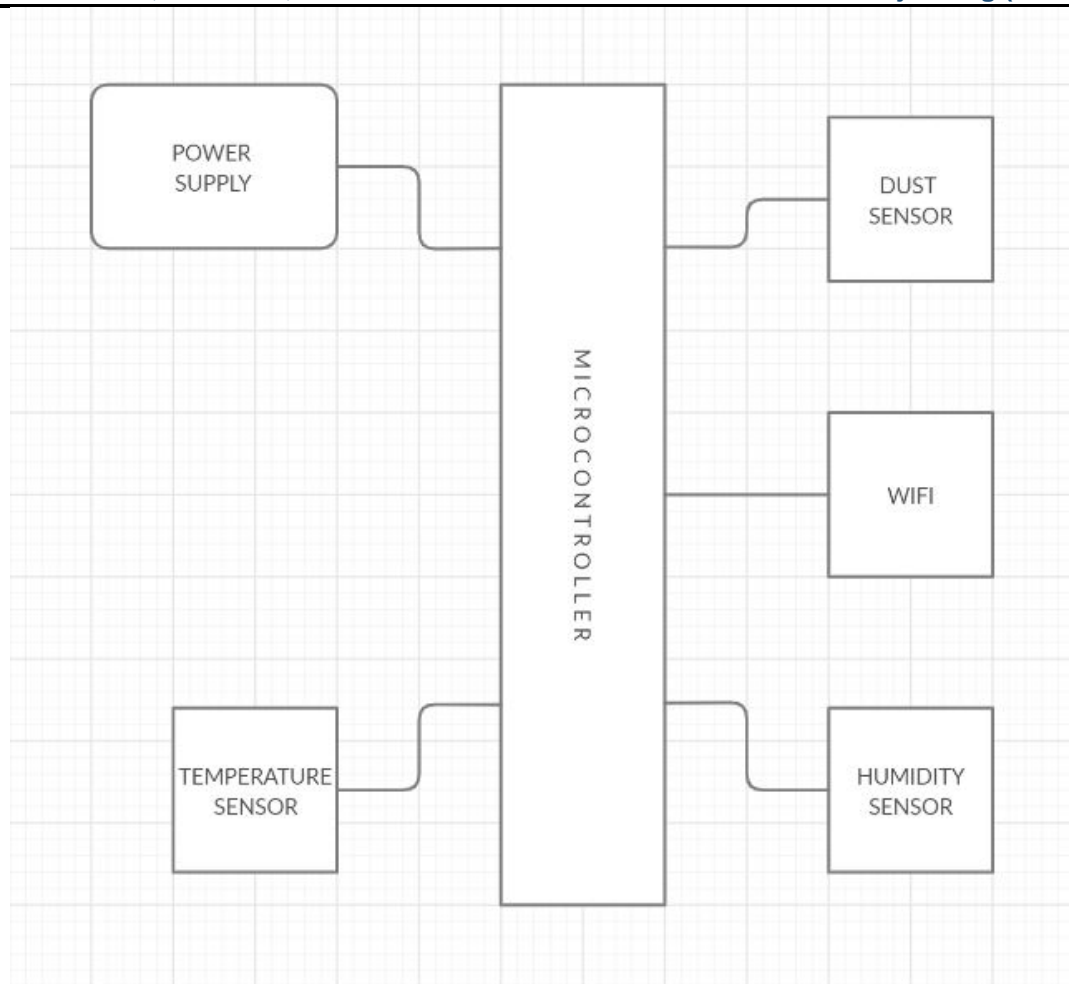 POWER
SUPPLY
DUST
SENSOR
MICROCONTROLLER
WIFI
TEMPERATURE
SENSOR
HUMIDITY
SENSOR